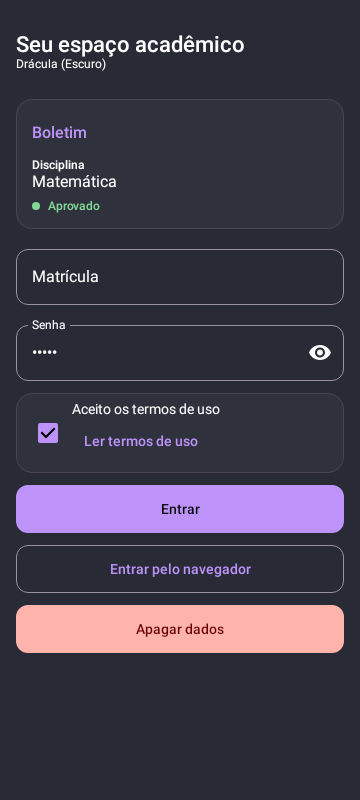 Seu espaço acadêmico
Drácula (Escuro)
Boletim
Disciplina
Matemática
Aprovado
Matrícula
Senha
•••••
Aceito os termos de uso
Ler termos de uso
Entrar
Entrar pelo navegador
Apagar dados